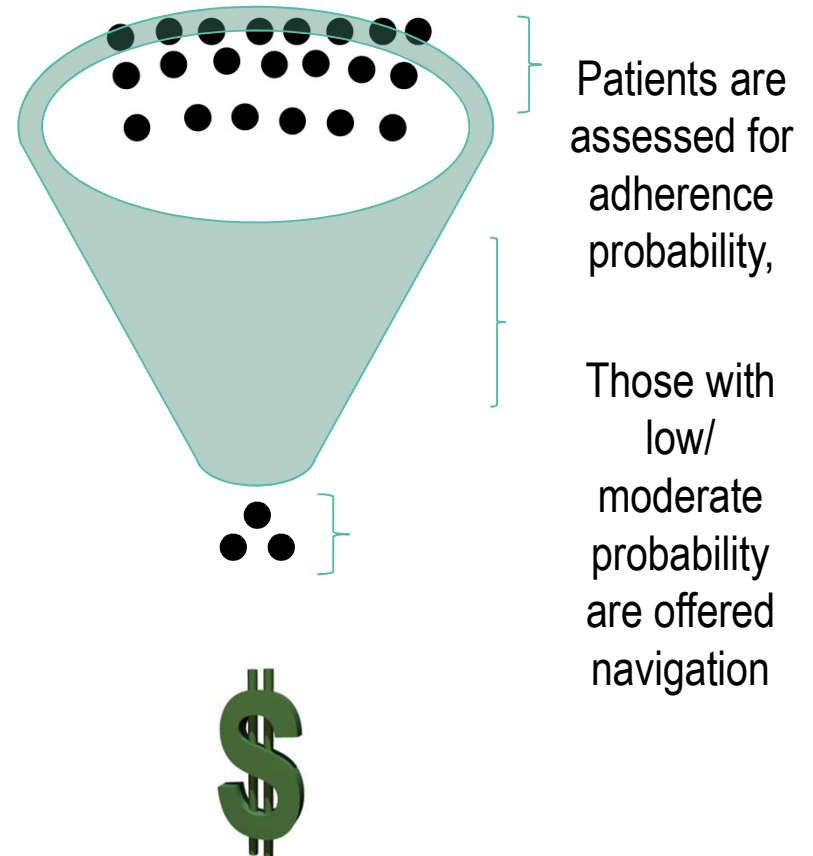 Patients are
assessed for
adherence
probability,
Those with
low/
moderate
probability
are offered
navigation
$